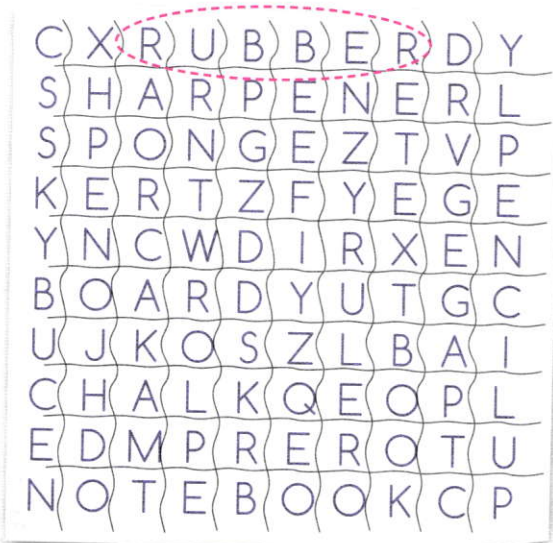 C X R U B B E R D Y
S H A R P E N E R L
S P O N G E Z T V P
K E R T Z F Y E G E
Y N C W D I R X E N
B O A R D Y U T G C
U J K O S Z L B A I
C H A L K Q E O P L
E D M P R E R O T U
N O T E B O O K C P